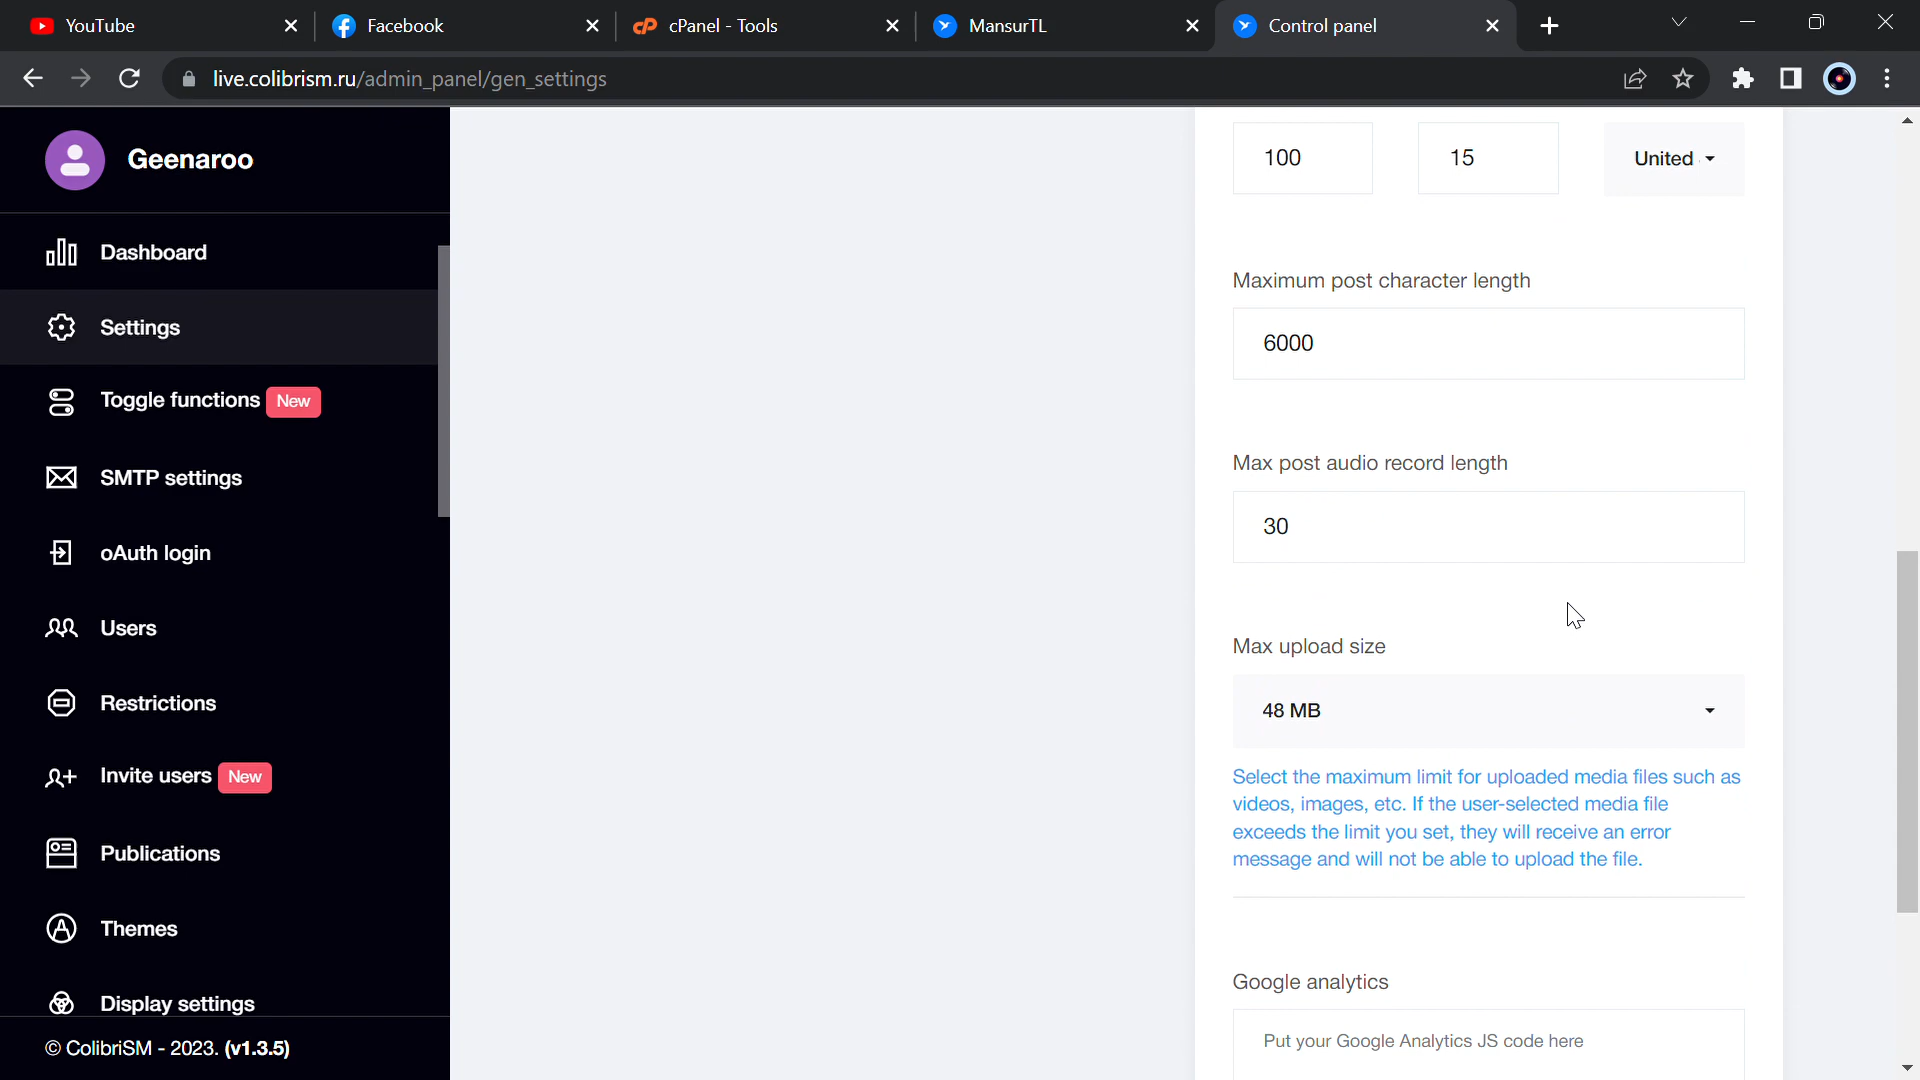 YouTube
Facebook
cPanel - Tools
MansurTL
Control panel
live.colibrism.ru/admin_panel/gen_settings
Geenaroo
Dashboard
Settings
Toggle functions New
SMTP settings
oAuth login
Users
Restrictions
Invite users New
Publications
Themes
Display settings
© ColibriSM - 2023. (v1.3.5)
100
15
United
Maximum post character length
6000
Max post audio record length
30
Max upload size
48 MB
Select the maximum limit for uploaded media files such as
videos, images, etc. If the user-selected media file
exceeds the limit you set, they will receive an error
message and will not be able to upload the file.
Google analytics
Put your Google Analytics JS code here